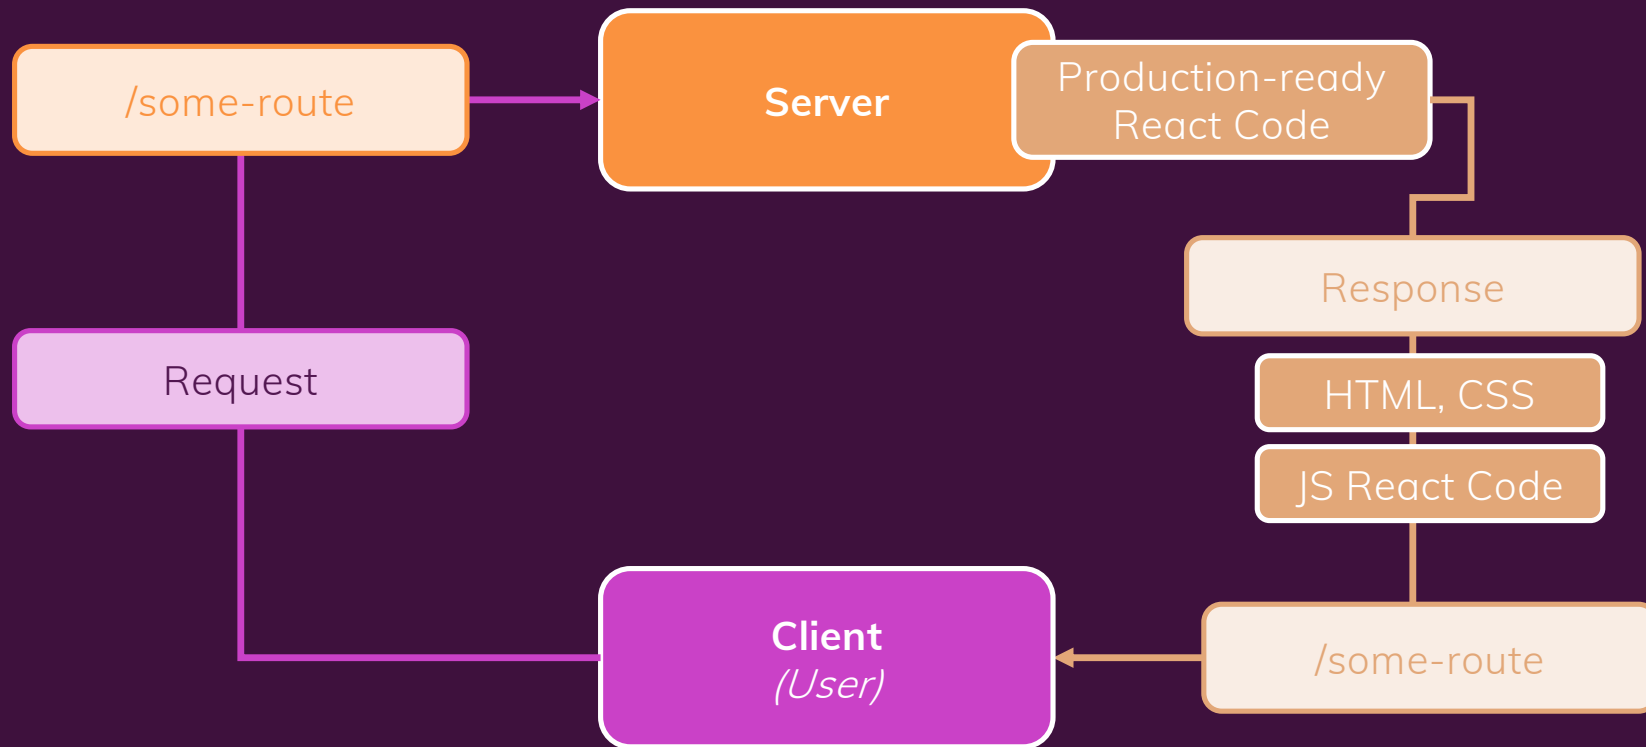 /some-route
Server
Production-ready
React Code
Response
Request
HTML, CSS
JS React Code
Client
(User)
/some-route